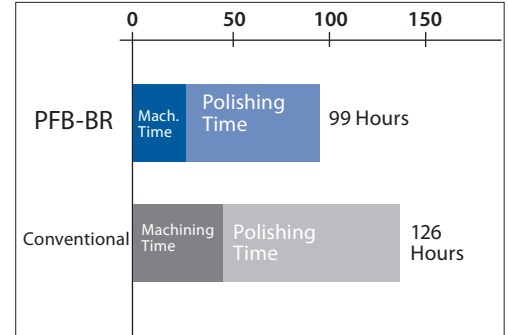 0 50 100 150
PFB-BR
Mach.
Time
Polishing
Time
99 Hours
Conventional
Machining
Time
Polishing
Time
126
Hours